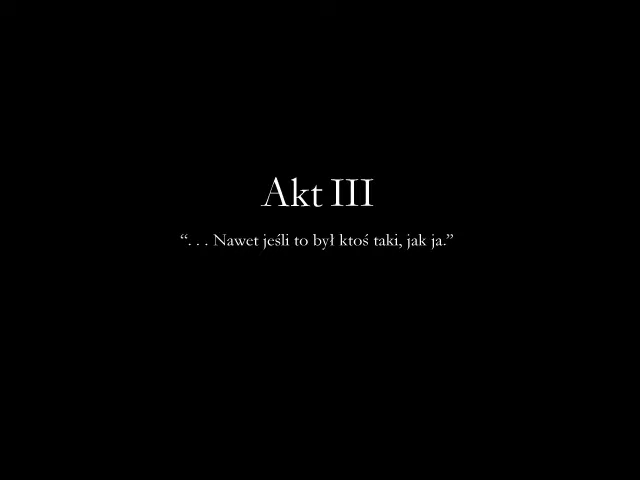 Akt III
“. . . Nawet jeśli to był ktoś taki, jak ja.”